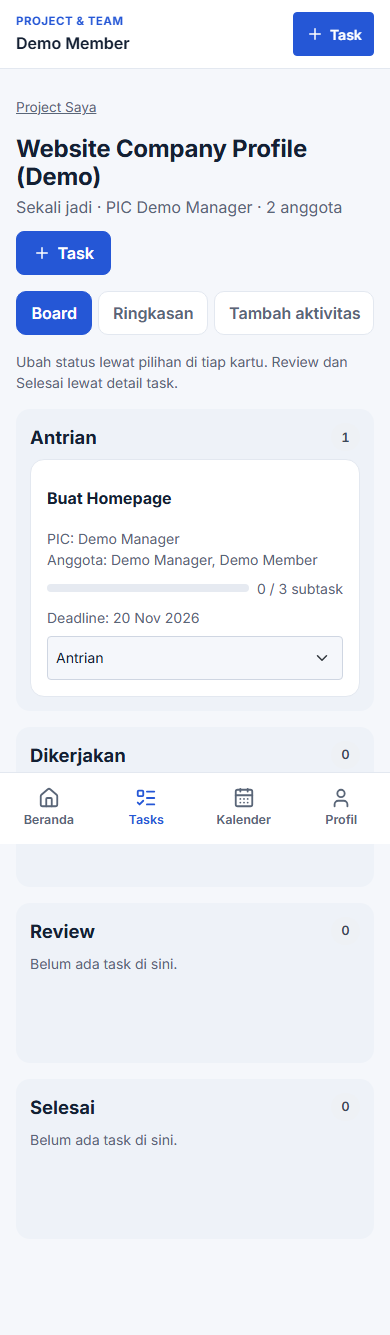 PROJECT & TEAM
Demo Member
Task
Project Saya
Website Company Profile
(Demo)
Sekali jadi · PIC Demo Manager · 2 anggota
Task
Board
Ringkasan
Tambah aktivitas
Ubah status lewat pilihan di tiap kartu. Review dan
Selesai lewat detail task.
Antrian
1
Buat Homepage
PIC: Demo Manager
Anggota: Demo Manager, Demo Member
0 / 3 subtask
Deadline: 20 Nov 2026
Antrian
Dikerjakan
0
Beranda
Tasks
Kalender
Profil
Review
0
Belum ada task di sini.
Selesai
0
Belum ada task di sini.